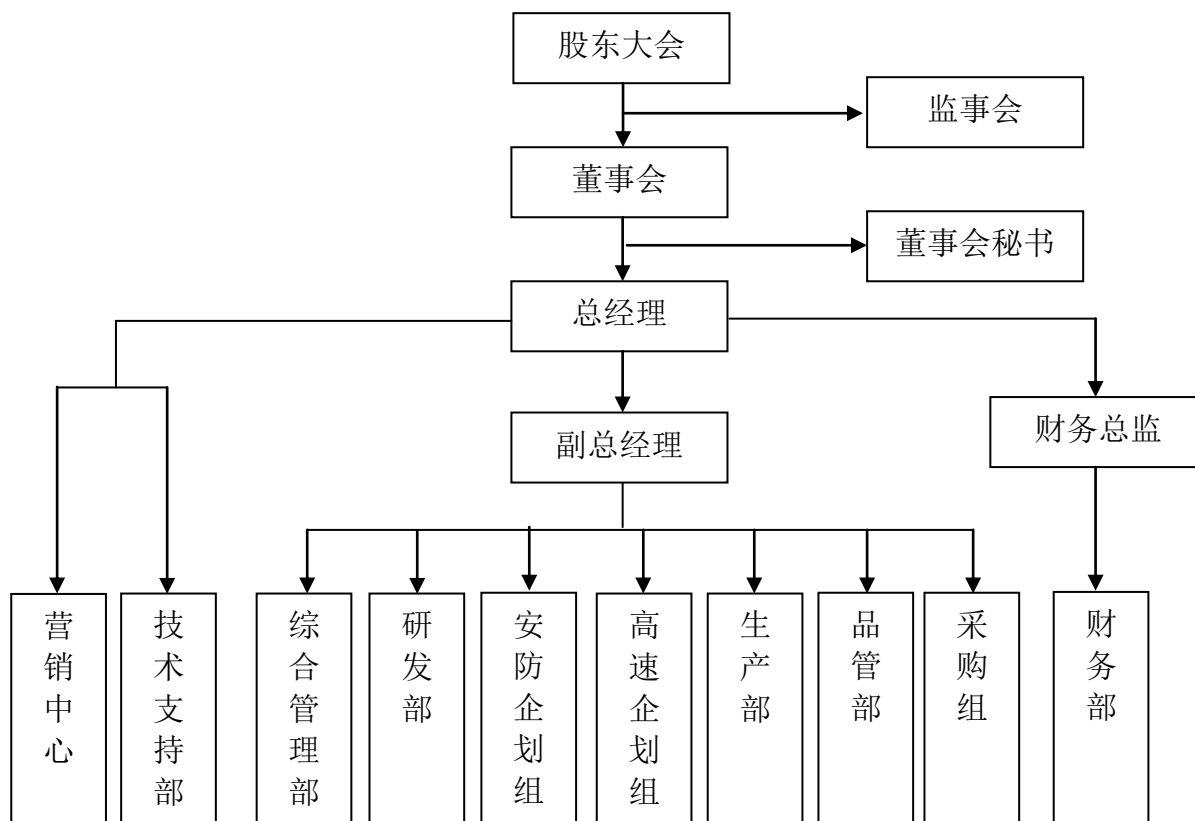 股东大会
监事会
董事会
董事会秘书
总经理
副总经理
财务总监
营销中心
技术支持部
综合管理部
研发部
安防企划组
高速企划组
生产部
品管部
采购组
财务部